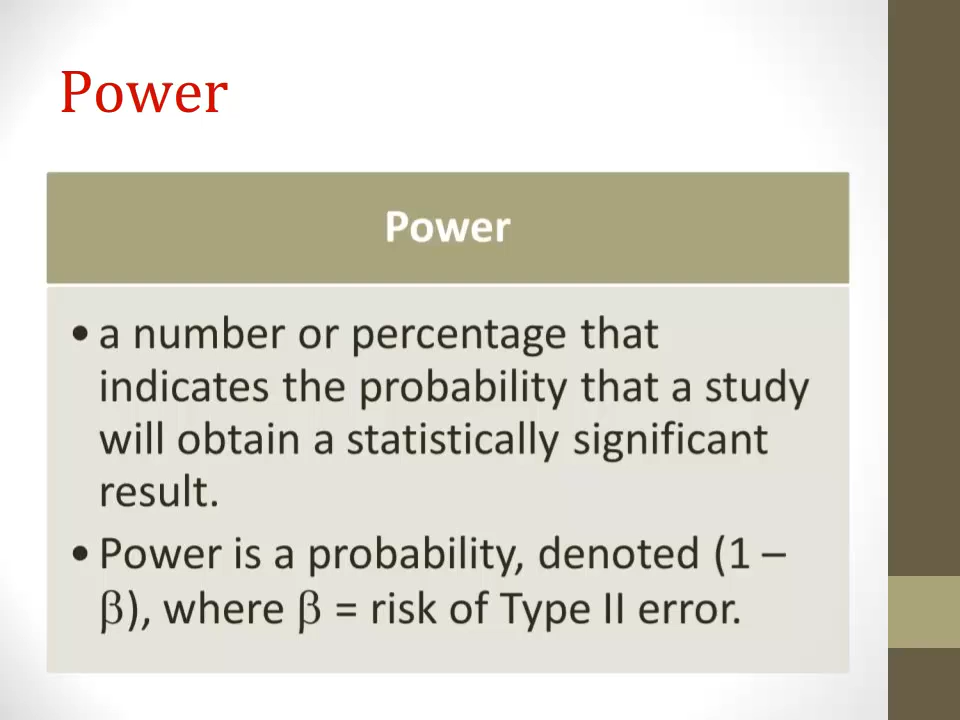 Power
Power
• a number or percentage that
indicates the probability that a study
will obtain a statistically significant
result.
• Power is a probability, denoted (1 –
β), where β = risk of Type II error.